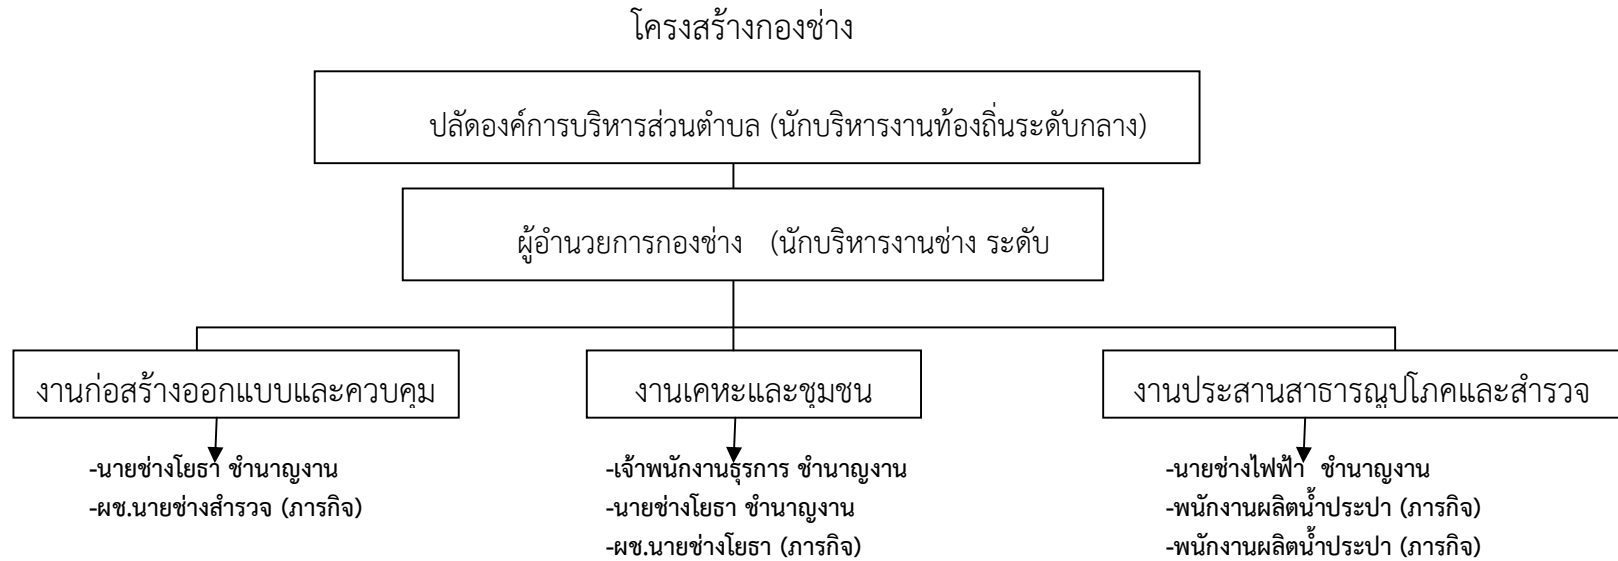 โครงสร้างกองช่าง
ปลัดองค์การบริหารส่วนตำบล (นักบริหารงานท้องถิ่นระดับกลาง)
ผู้อำนวยการกองช่าง (นักบริหารงานช่าง ระดับ
งานก่อสร้างออกแบบและควบคุม
-นายช่างโยธา ชำนาญงาน
-ผช.นายช่างสำรวจ (ภารกิจ)
งานเคหะและชุมชน
-เจ้าพนักงานธุรการ ชำนาญงาน
-นายช่างโยธา ชำนาญงาน
-ผช.นายช่างโยธา (ภารกิจ)
งานประสานสาธารณูปโภคและสำรวจ
-นายช่างไฟฟ้า ชำนาญงาน
-พนักงานผลิตน้ำประปา (ภารกิจ)
-พนักงานผลิตน้ำประปา (ภารกิจ)